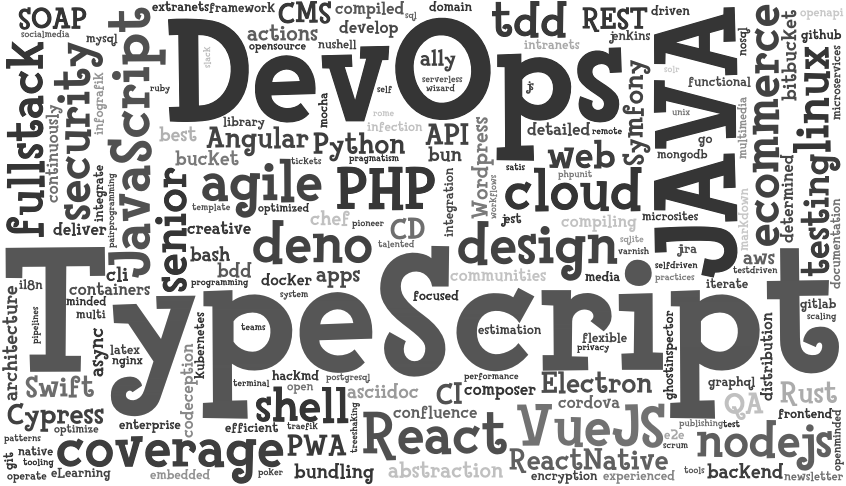 SOAP
socialmedia
mysql
extranets
framework
CMS
compiled
sql
domain
tdd
REST
driven
openapi
actions
develop
opensource
nushell
intranets
jenkins
nosql
bitbucket
github
fullstack
continuously
security
infografik
JavaScript
ruby
DevOps
slack
mocha
self
ally
serverless
wizard
js
Symfony
JAVA
solr
functional
unix
go
mongodb
multimedia
ecommerce
linux
microservices
library
rome
infection
best
Angular
Python
API
bun
Wordpress
detailed
remote
web
bucket
tickets
pragmatism
satis
phpunit
integrate
pairprogramming
senior
agile
PHP
integration
workflows
cloud
determined
testing
template
optimized
chef
pioneer
CD
talented
jest
compiling
microsites
markdown
documentation
deliver
creative
deno
design
sqlite
varnish
jira
aws
selfdriven
testdriven
practices
bash
bdd
cli
i18n
containers
programming
docker
apps
communities
media
iterate
TypeScript
minded
multi
system
focused
gitlab
scaling
architecture
pipelines
async
latex
nginx
Kubernetes
teams
estimation
flexible
privacy
ghostinspector
distribution
Swift
codeception
terminal
hackmd
open
postgresql
performance
asciidoc
CI
composer
Electron
cordova
graphql
QA
Rust
Cypress
optimize
enterprise
shell
efficient
traefik
treeshaking
confluence
React
VueJS
e2e
scrum
publishing
test
frontend
patterns
git
native
tooling
operate
eLearning
coverage
embedded
poker
PWA
bundling
abstraction
ReactNative
encryption
experienced
nodejs
tools
backend
newsletter
openminded